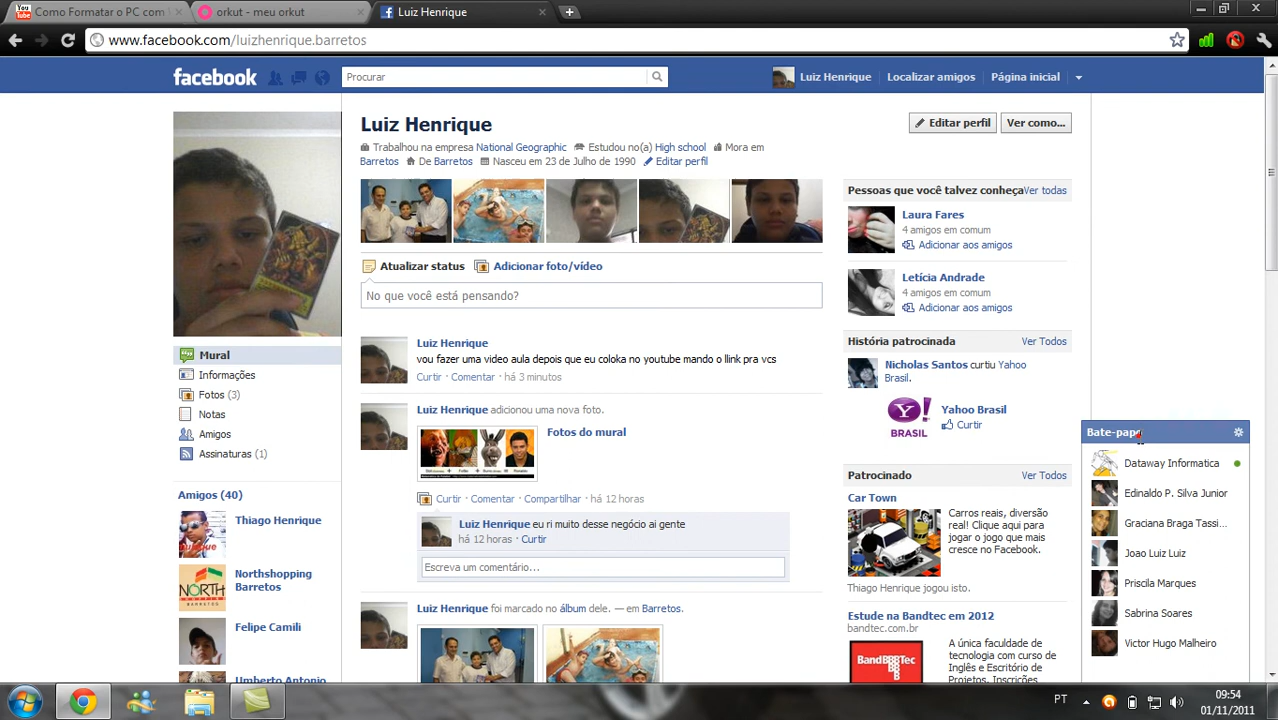 Como Formatar o PC com W
orkut - meu orkut
Luiz Henrique
www.facebook.com/luizhenrique.barretos
facebook
Procurar
Luiz Henrique
Localizar amigos
Página inicial
Luiz Henrique
Editar perfil
Ver como...
Trabalhou na empresa National Geographic Estudou no(a) High school Mora em
Barretos De Barretos Nasceu em 23 de Julho de 1990 Editar perfil
Atualizar status Adicionar foto/vídeo
No que você está pensando?
Mural
Informações
Fotos (3)
Notas
Amigos
Assinaturas (1)
Amigos (40)
Thiago Henrique
Northshopping
Barretos
NORTH
BARRETOS
Felipe Camili
Umberto Antonio
Luiz Henrique
vou fazer uma video aula depois que eu coloka no youtube mando o llink pra vcs
Curtir · Comentar · há 3 minutos
Luiz Henrique adicionou uma nova foto.
Fotos do mural
Curtir · Comentar · Compartilhar · há 12 horas
Luiz Henrique eu ri muito desse negócio aí gente
há 12 horas · Curtir
Escreva um comentário...
Luiz Henrique foi marcado no álbum dele. — em Barretos.
Pessoas que você talvez conheça Ver todas
Laura Fares
4 amigos em comum
Adicionar aos amigos
Letícia Andrade
4 amigos em comum
Adicionar aos amigos
História patrocinada Ver Todos
Nicholas Santos curtiu Yahoo
Brasil.
Y!
BRASIL
Yahoo Brasil
Curtir
Patrocinado Ver Todos
Car Town
Carros reais, diversão
real! Clique aqui para
jogar o jogo que mais
cresce no Facebook.
Thiago Henrique jogou isto.
Estude na Bandtec em 2012
bandtec.com.br
BandTec
A única faculdade de
tecnologia com curso de
Inglês e Escritório de
Projetos. Inscrições
Bate-papo
Dataway Informatica
Edinaldo P. Silva Junior
Graciana Braga Tassi...
Joao Luiz Luiz
Priscila Marques
Sabrina Soares
Victor Hugo Malheiro
PT
09:54
01/11/2011